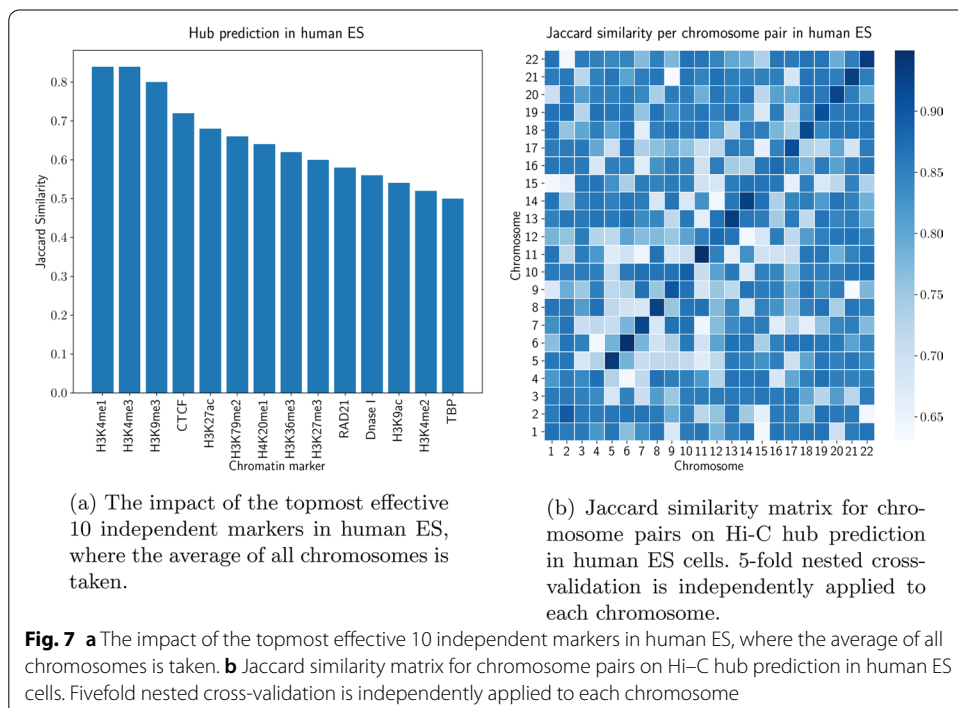 Hub prediction in human ES
Jaccard Similarity
0.8
0.7
0.6
0.5
0.4
0.3
0.2
0.1
0.0
H3K4me1
H3K4me3
H3K9me3
CTCF
H3K27ac
H3K79me2
H4K20me1
H3K36me3
H3K27me3
RAD21
Dnase I
H3K9ac
H3K4me2
TBP
Chromatin marker
(a) The impact of the topmost effective
10 independent markers in human ES,
where the average of all chromosomes is
taken.
Jaccard similarity per chromosome pair in human ES
Chromosome
22
21
20
19
18
17
16
15
14
13
12
11
10
9
8
7
6
5
4
3
2
1
1 2 3 4 5 6 7 8 9 10 11 12 13 14 15 16 17 18 19 20 21 22
Chromosome
0.90
0.85
0.80
0.75
0.70
0.65
(b) Jaccard similarity matrix for chro-
mosome pairs on Hi-C hub prediction
in human ES cells. 5-fold nested cross-
validation is independently applied to
each chromosome.
Fig. 7 a The impact of the topmost effective 10 independent markers in human ES, where the average of all
chromosomes is taken. b Jaccard similarity matrix for chromosome pairs on Hi–C hub prediction in human ES
cells. Fivefold nested cross-validation is independently applied to each chromosome